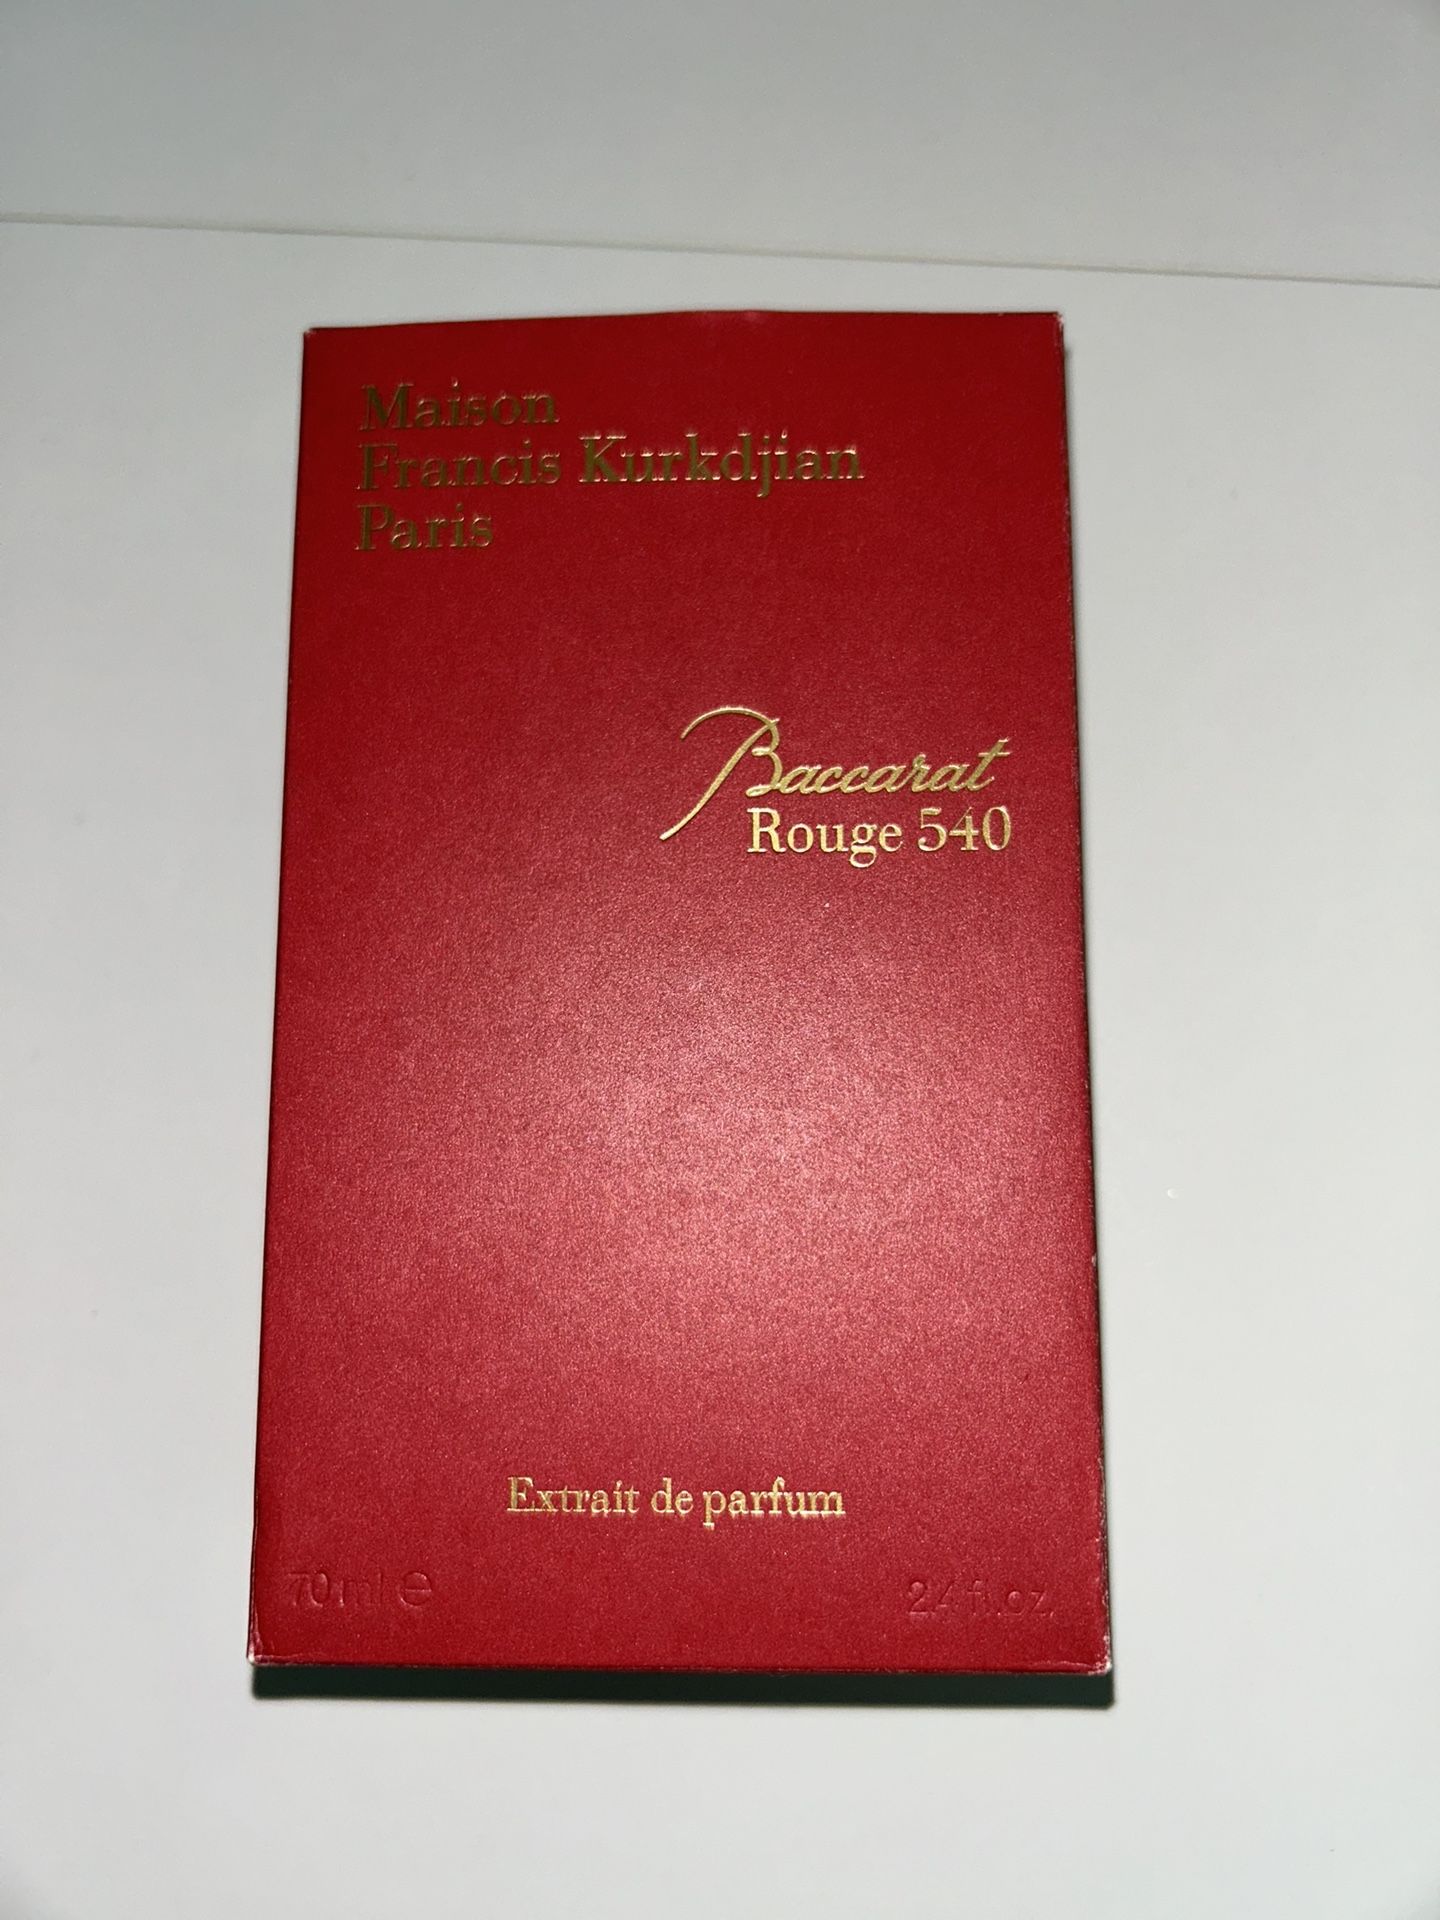 Maison
Francis Kurkdjian
Paris
Baccarat
Rouge 540
Extrait de parfum
70 ml ℮
2.4 fl.oz.